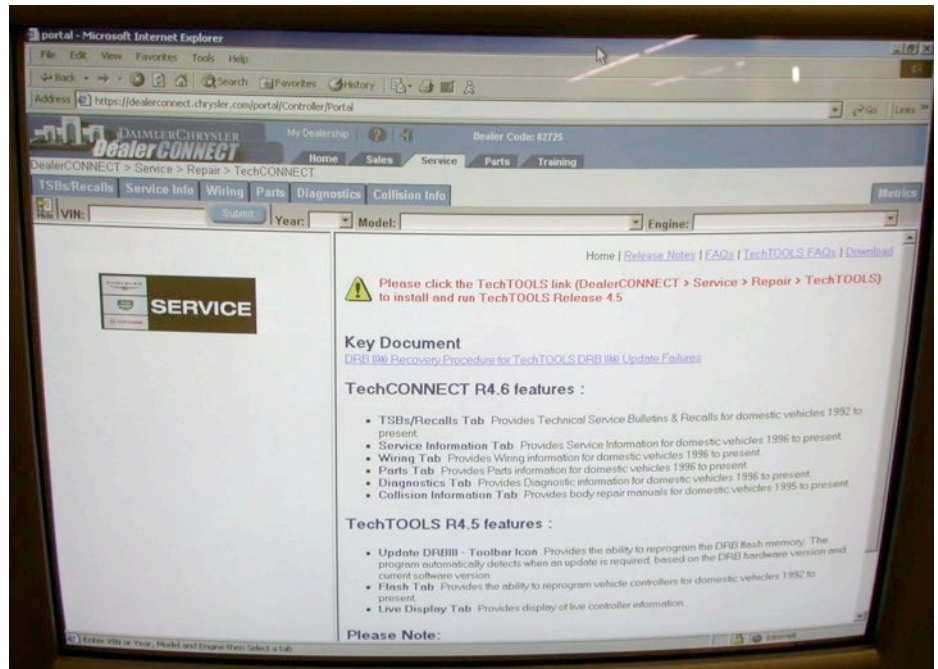 portal - Microsoft Internet Explorer
File Edit View Favorites Tools Help
Back Search Favorites History
Address https://dealerconnect.chrysler.com/portal/Controller/Portal Go Links
DAIMLERCHRYSLER My Dealership Dealer Code: 82725
Dealer CONNECT Home Sales Service Parts Training
DealerCONNECT > Service > Repair > TechCONNECT
TSBs/Recalls Service Info Wiring Parts Diagnostics Collision Info Metrics
Hide VIN: Submit Year: Model: Engine:
Home | Release Notes | FAQs | TechTOOLS FAQs | Download
Please click the TechTOOLS link (DealerCONNECT > Service > Repair > TechTOOLS)
to install and run TechTOOLS Release 4.5
SERVICE
Key Document
DRB III® Recovery Procedure for TechTOOLS DRB III® Update Failures
TechCONNECT R4.6 features :
• TSBs/Recalls Tab Provides Technical Service Bulletins & Recalls for domestic vehicles 1992 to
present.
• Service Information Tab Provides Service Information for domestic vehicles 1996 to present.
• Wiring Tab Provides Wiring information for domestic vehicles 1996 to present.
• Parts Tab Provides Parts information for domestic vehicles 1996 to present.
• Diagnostics Tab Provides Diagnostic information for domestic vehicles 1996 to present.
• Collision Information Tab Provides body repair manuals for domestic vehicles 1995 to present.
TechTOOLS R4.5 features :
• Update DRBIII - Toolbar Icon Provides the ability to reprogram the DRB flash memory. The
program automatically detects when an update is required, based on the DRB hardware version and
current software version.
• Flash Tab Provides the ability to reprogram vehicle controllers for domestic vehicles 1992 to
present.
• Live Display Tab Provides display of live controller information
Please Note:
Enter VIN or Year, Model and Engine then Select a tab Internet